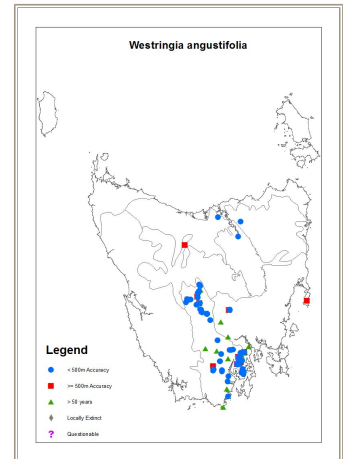 Westringia angustifolia
Legend
< 500m Accuracy
>= 500m Accuracy
> 50 years
Locally Extinct
? Questionable